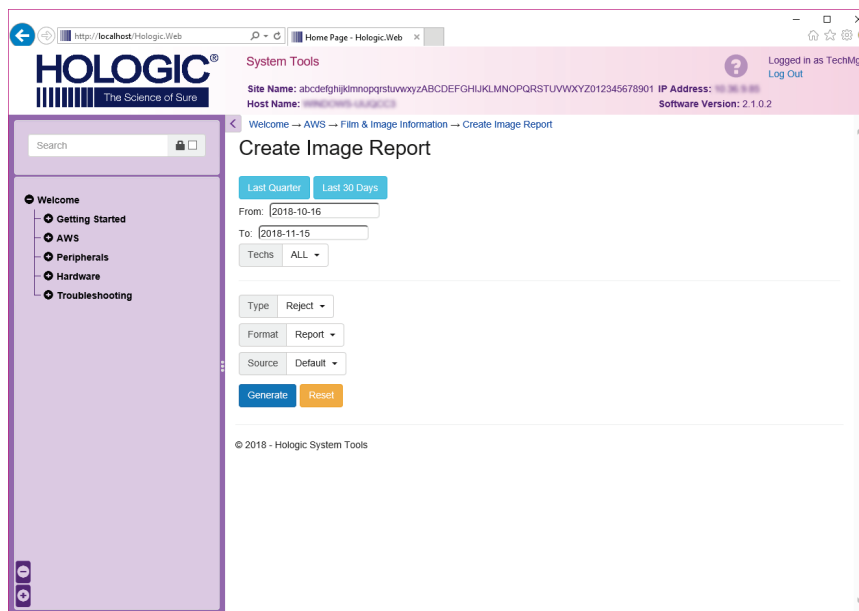 http://localhost/Hologic.Web
Home Page - Hologic.Web
HOLOGIC®
The Science of Sure
System Tools
Logged in as TechMg
Log Out
Site Name: abcdefghijklmnopqrstuvwxyzABCDEFGHIJKLMNOPQRSTUVWXYZ012345678901 IP Address:
Host Name:
Software Version: 2.1.0.2
Search
Welcome → AWS → Film & Image Information → Create Image Report
Create Image Report
Last Quarter Last 30 Days
From: 2018-10-16
To: 2018-11-15
Techs ALL
Type Reject
Format Report
Source Default
Generate Reset
© 2018 - Hologic System Tools
Welcome
Getting Started
AWS
Peripherals
Hardware
Troubleshooting